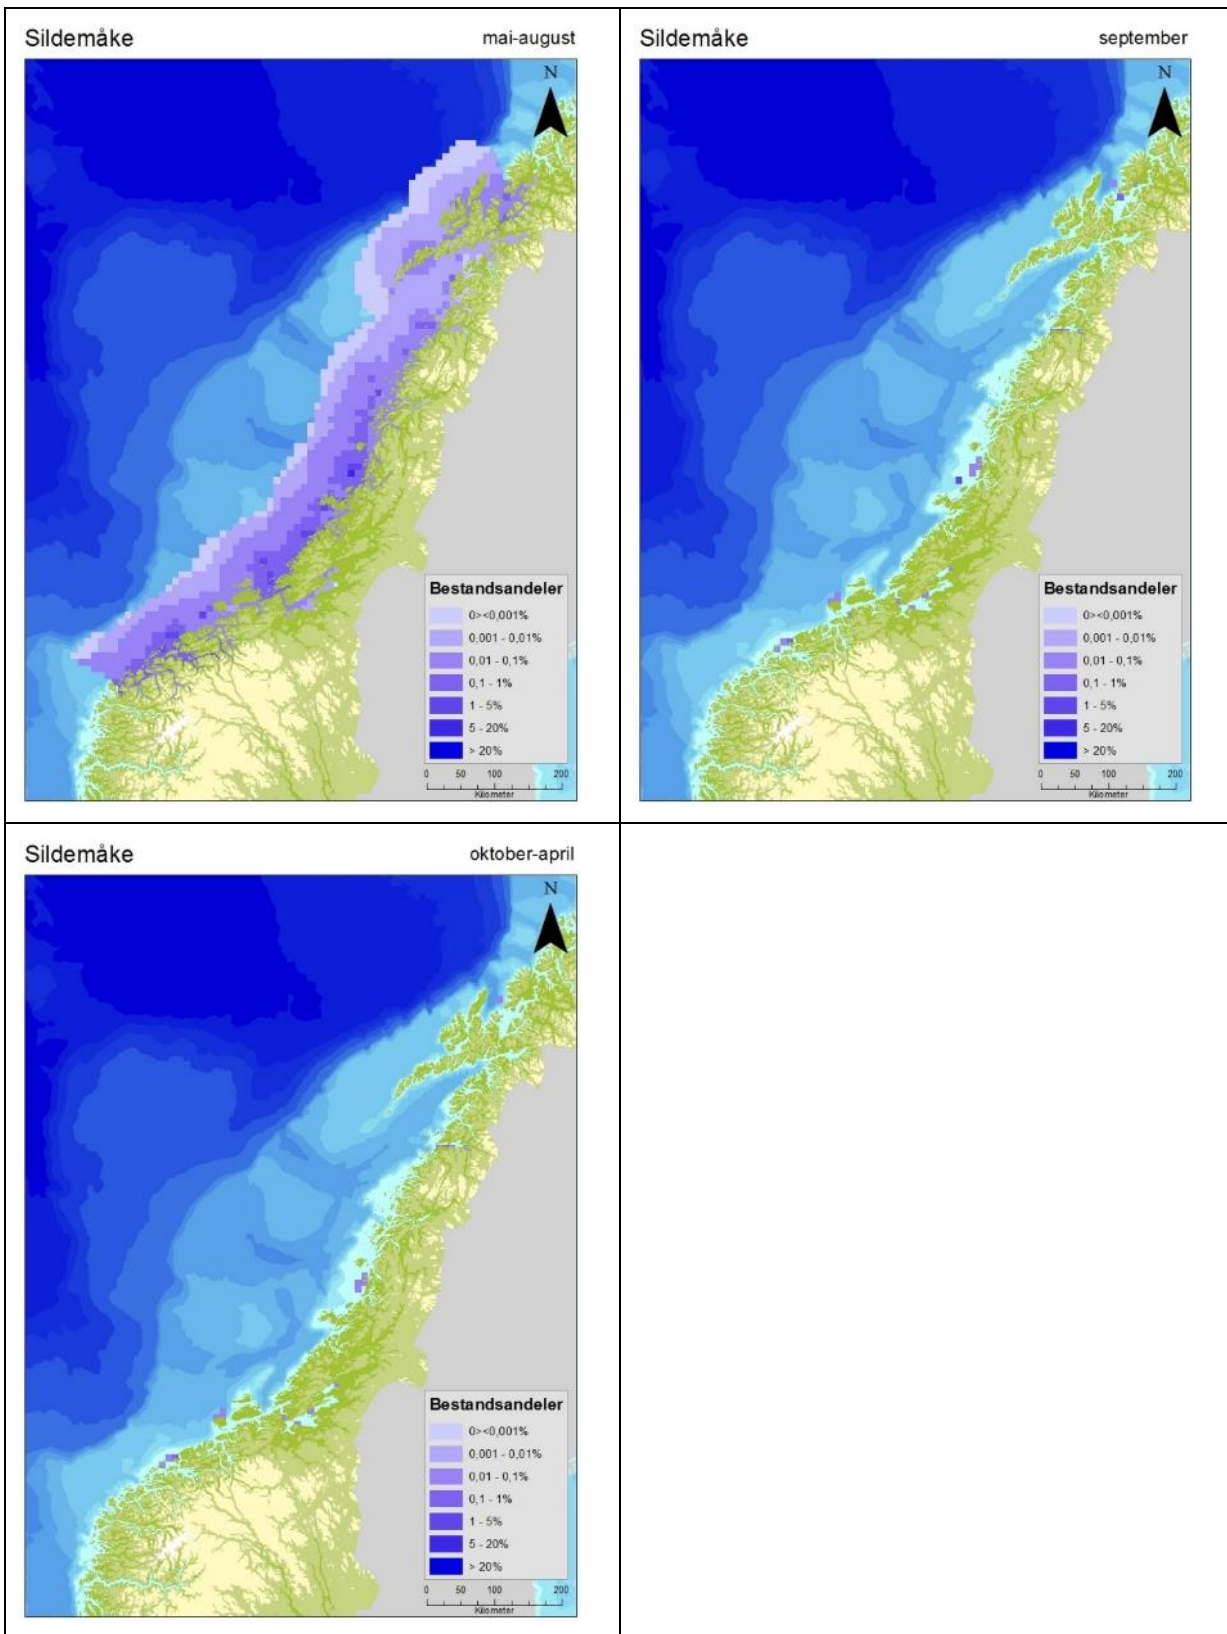 Sildemåke mai-august
N
Bestandsandeler
0><0,001%
0,001 - 0,01%
0,01 - 0,1%
0,1 - 1%
1 - 5%
5 - 20%
> 20%
0 50 100 200
Kilometer
Sildemåke september
N
Bestandsandeler
0><0,001%
0,001 - 0,01%
0,01 - 0,1%
0,1 - 1%
1 - 5%
5 - 20%
> 20%
0 50 100 200
Kilometer
Sildemåke oktober-april
N
Bestandsandeler
0><0,001%
0,001 - 0,01%
0,01 - 0,1%
0,1 - 1%
1 - 5%
5 - 20%
> 20%
0 50 100 200
Kilometer